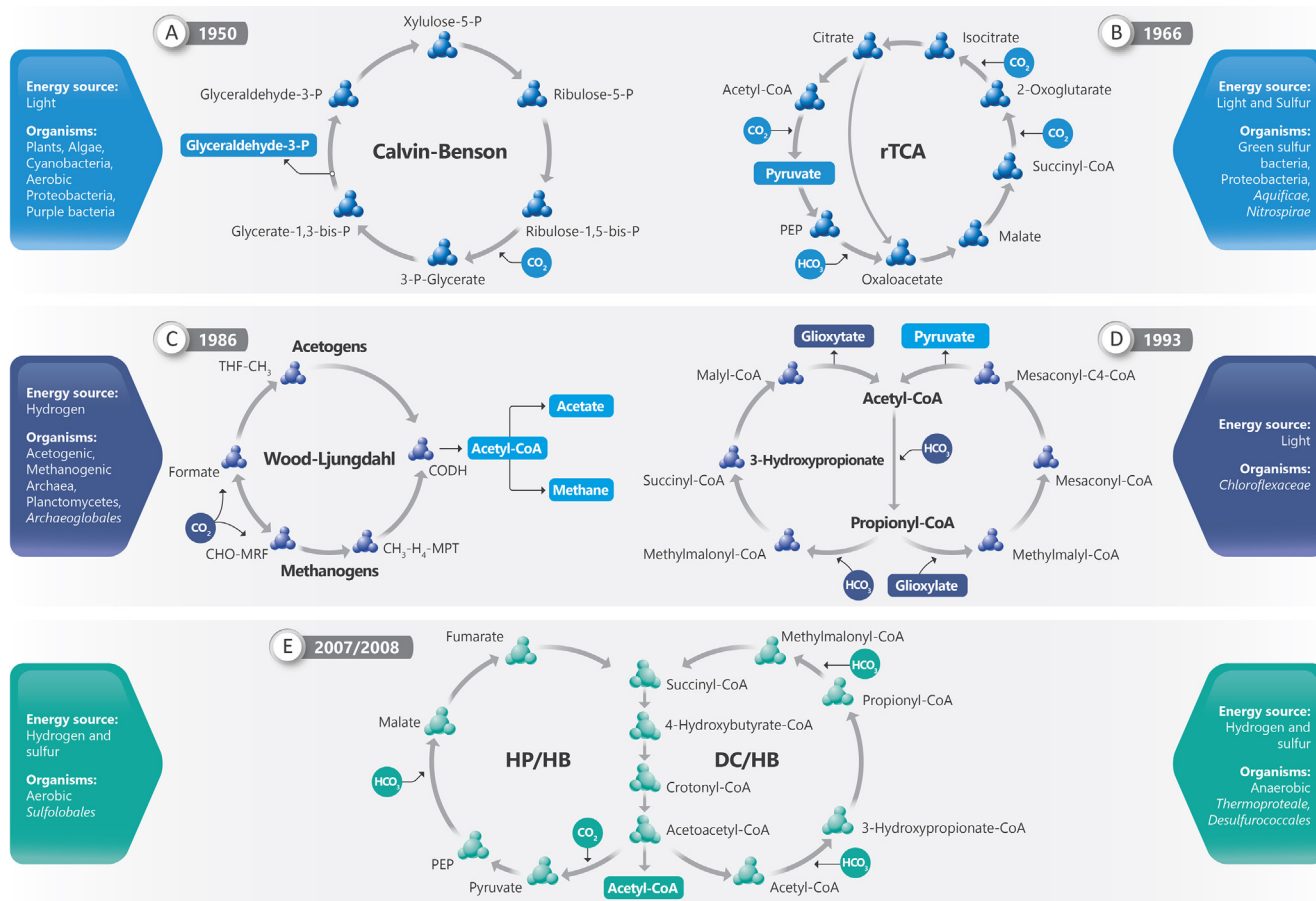 A
1950
Energy source:
Light
Organisms:
Plants, Algae,
Cyanobacteria,
Aerobic
Proteobacteria,
Purple bacteria
Xylulose-5-P
Glyceraldehyde-3-P
Ribulose-5-P
Glyceraldehyde-3-P
Calvin-Benson
Glycerate-1,3-bis-P
Ribulose-1,5-bis-P
CO2
3-P-Glycerate
B
1966
Citrate
Isocitrate
CO2
Acetyl-CoA
2-Oxoglutarate
CO2
CO2
rTCA
Succinyl-CoA
Pyruvate
PEP
Malate
HCO3
Oxaloacetate
Energy source:
Light and Sulfur
Organisms:
Green sulfur
bacteria,
Proteobacteria,
Aquificae,
Nitrospirae
C
1986
Energy source:
Hydrogen
Organisms:
Acetogenic,
Methanogenic
Archaea,
Planctomycetes,
Archaeoglobales
Acetogens
THF-CH3
Acetate
Wood-Ljungdahl
Acetyl-CoA
Formate
CODH
Methane
CO2
CHO-MRF
CH3-H4-MPT
Methanogens
D
1993
Glioxytate
Pyruvate
Malyl-CoA
Mesaconyl-C4-CoA
Acetyl-CoA
HCO3
3-Hydroxypropionate
Succinyl-CoA
Mesaconyl-CoA
Propionyl-CoA
Methylmalonyl-CoA
Methylmalyl-CoA
HCO3
Glioxylate
Energy source:
Light
Organisms:
Chloroflexaceae
E
2007/2008
Energy source:
Hydrogen and
sulfur
Organisms:
Aerobic
Sulfolobales
Fumarate
Methylmalonyl-CoA
HCO3
Succinyl-CoA
Propionyl-CoA
Malate
4-Hydroxybutyrate-CoA
HP/HB
DC/HB
HCO3
Crotonyl-CoA
CO2
Acetoacetyl-CoA
3-Hydroxypropionate-CoA
PEP
HCO3
Pyruvate
Acetyl-CoA
Acetyl-CoA
Energy source:
Hydrogen and
sulfur
Organisms:
Anaerobic
Thermoproteale,
Desulfurococcales